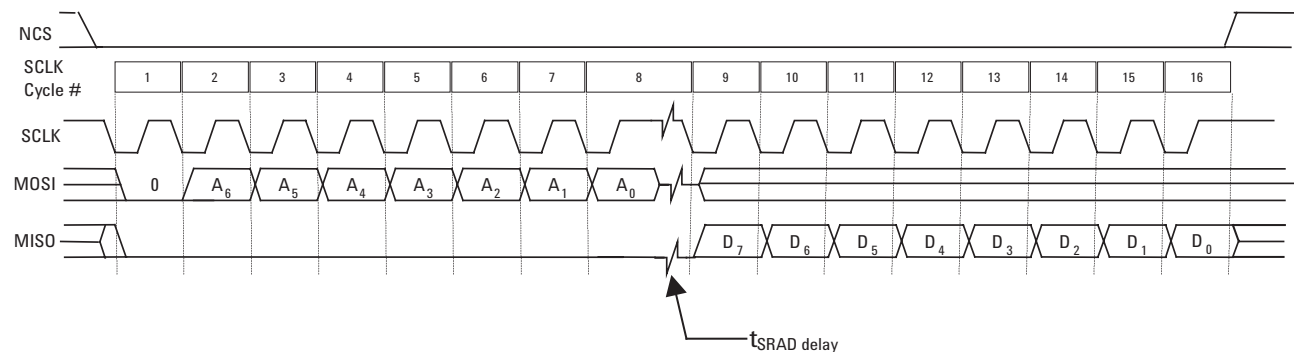 NCS
SCLK
Cycle #
1 2 3 4 5 6 7 8 9 10 11 12 13 14 15 16
SCLK
MOSI 0 A6 A5 A4 A3 A2 A1 A0
MISO D7 D6 D5 D4 D3 D2 D1 D0
tSRAD delay